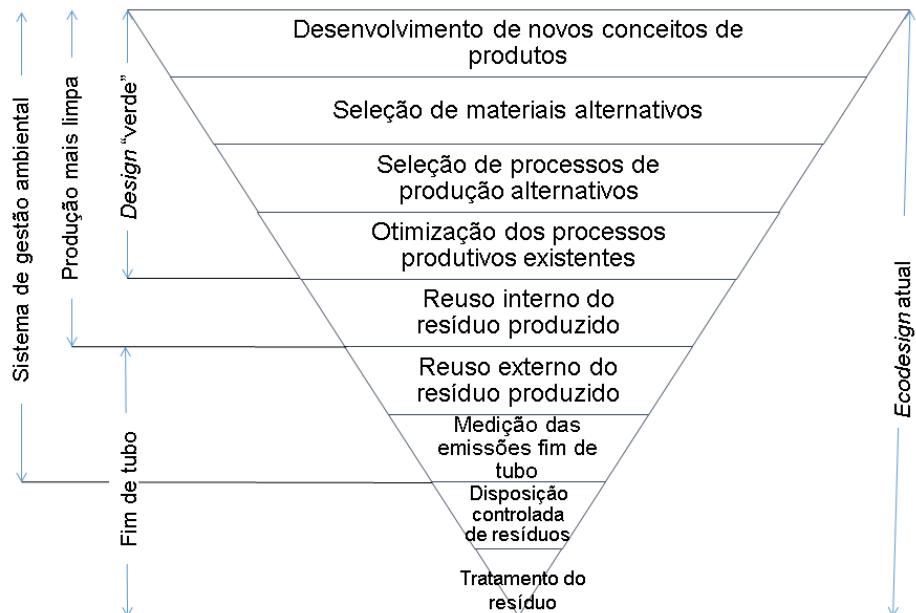 Desenvolvimento de novos conceitos de
produtos
Seleção de materiais alternativos
Seleção de processos de
produção alternativos
Otimização dos processos
produtivos existentes
Reuso interno do
resíduo produzido
Reuso externo do
resíduo produzido
Medição das
emissões fim de
tubo
Disposição
controlada
de resíduos
Tratamento do
resíduo
Sistema de gestão ambiental
Produção mais limpa
Design “verde”
Fim de tubo
Ecodesign atual